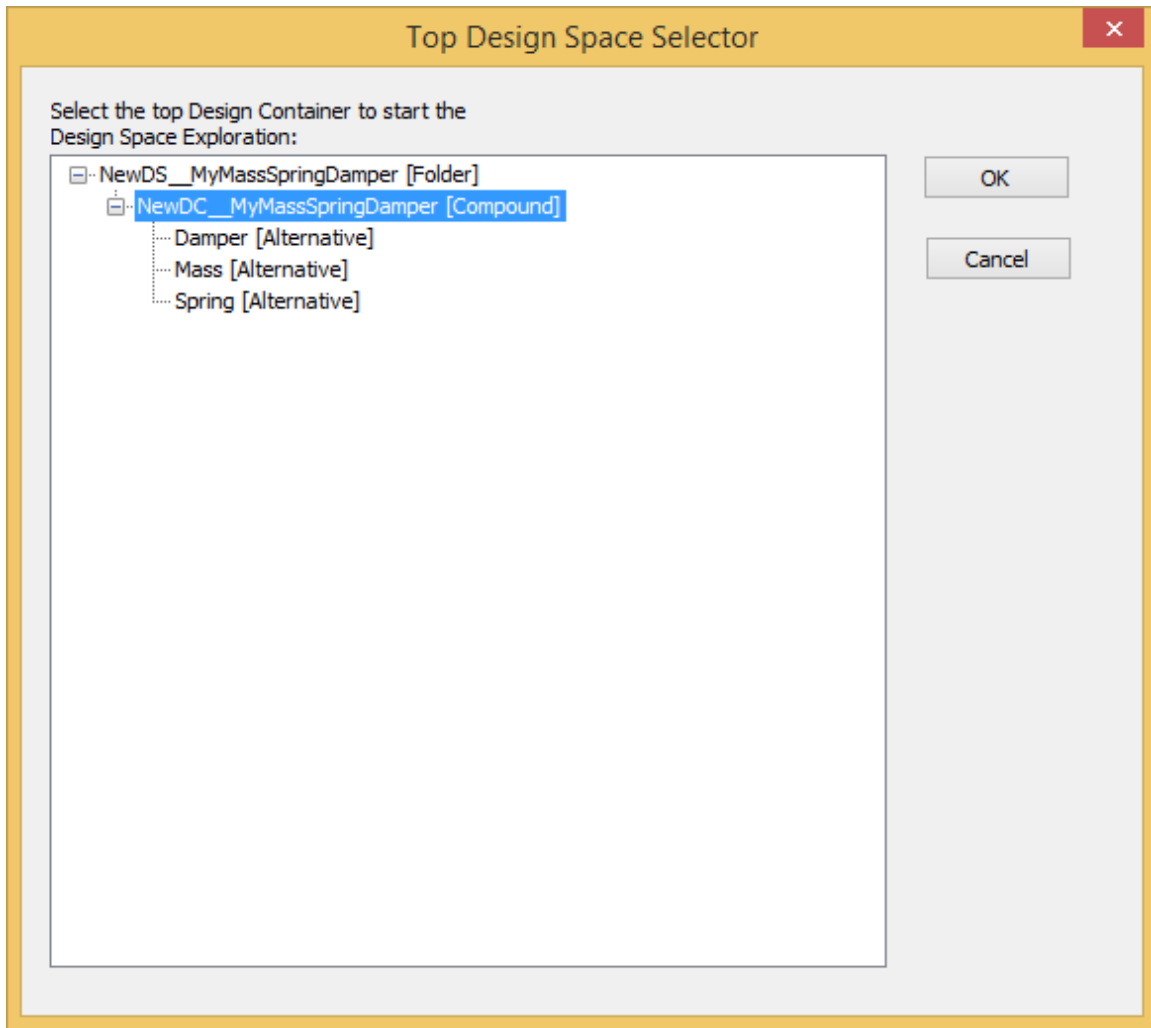 Top Design Space Selector
Select the top Design Container to start the
Design Space Exploration:
NewDS__MyMassSpringDamper [Folder]
OK
NewDC__MyMassSpringDamper [Compound]
Damper [Alternative]
Cancel
Mass [Alternative]
Spring [Alternative]